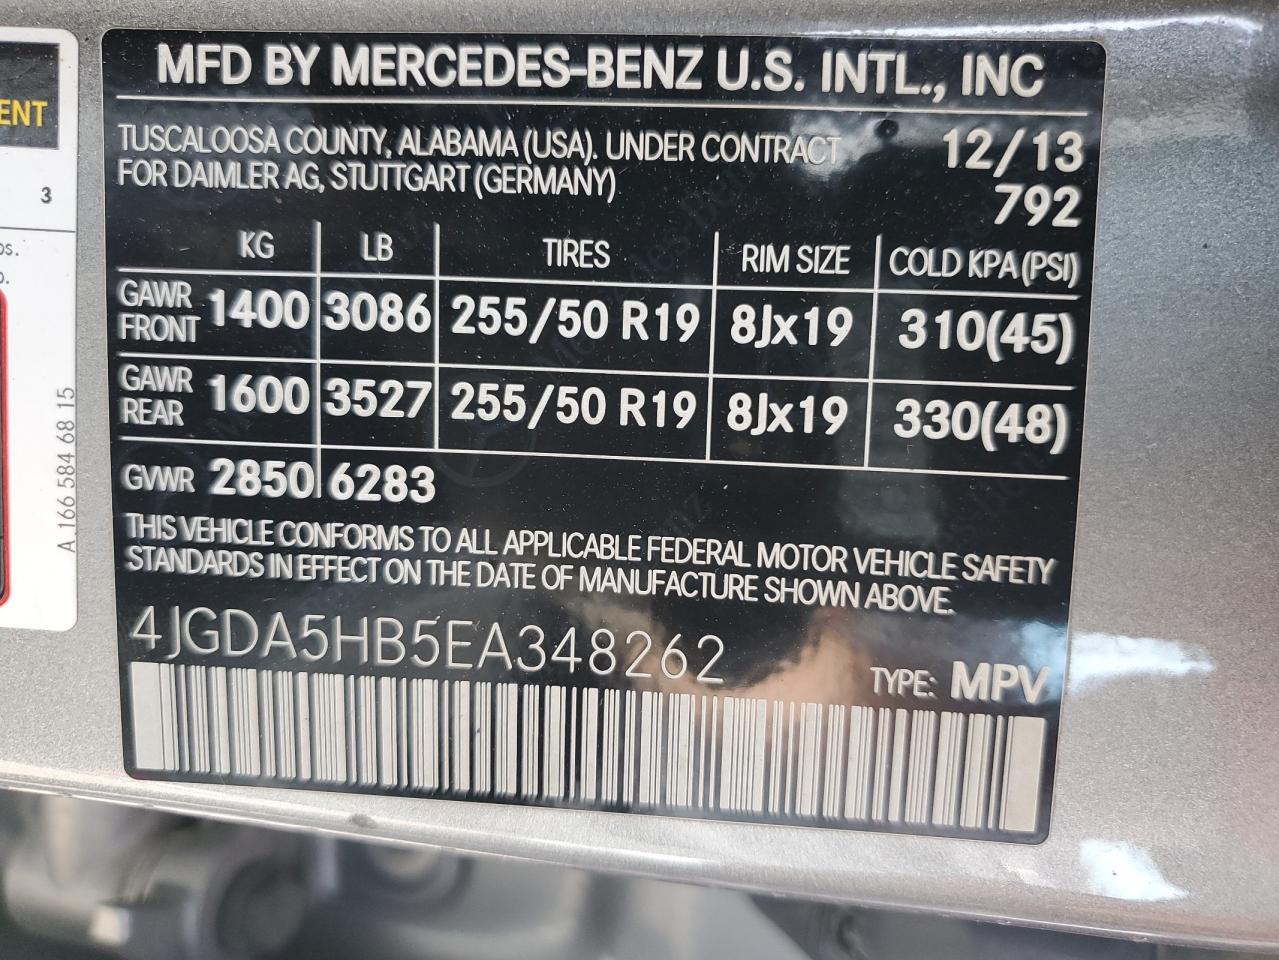 MFD BY MERCEDES-BENZ U.S. INTL., INC
TUSCALOOSA COUNTY, ALABAMA (USA). UNDER CONTRACT 12/13
FOR DAIMLER AG, STUTTGART (GERMANY) 792
KG LB TIRES RIM SIZE COLD KPA (PSI)
GAWR FRONT 1400 3086 255/50 R19 8Jx19 310(45)
GAWR REAR 1600 3527 255/50 R19 8Jx19 330(48)
GVWR 2850 6283
THIS VEHICLE CONFORMS TO ALL APPLICABLE FEDERAL MOTOR VEHICLE SAFETY
STANDARDS IN EFFECT ON THE DATE OF MANUFACTURE SHOWN ABOVE.
4JGDA5HB5EA348262
TYPE: MPV
3
A 166 584 68 15